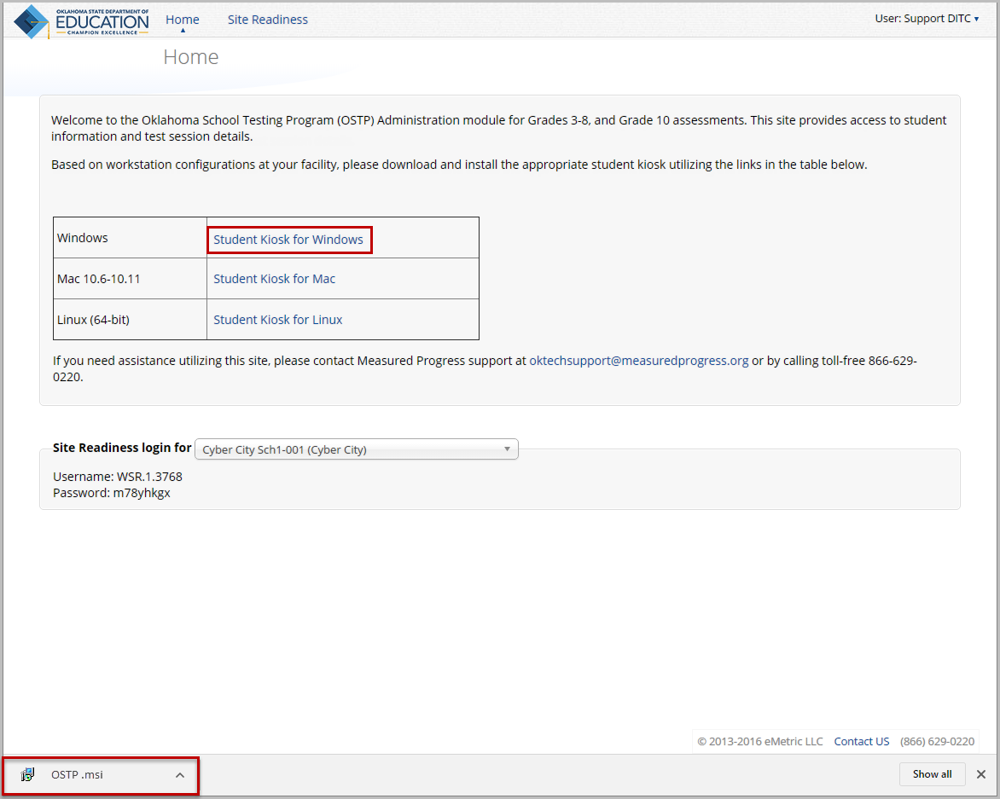 OKLAHOMA STATE DEPARTMENT OF
EDUCATION
CHAMPION EXCELLENCE
Home
Site Readiness
User: Support DITC
Home
Welcome to the Oklahoma School Testing Program (OSTP) Administration module for Grades 3-8, and Grade 10 assessments. This site provides access to student
information and test session details.
Based on workstation configurations at your facility, please download and install the appropriate student kiosk utilizing the links in the table below.
Windows
Student Kiosk for Windows
Mac 10.6-10.11
Student Kiosk for Mac
Linux (64-bit)
Student Kiosk for Linux
If you need assistance utilizing this site, please contact Measured Progress support at oktechsupport@measuredprogress.org or by calling toll-free 866-629-
0220.
Site Readiness login for
Cyber City Sch1-001 (Cyber City)
Username: WSR.1.3768
Password: m78yhkgx
© 2013-2016 eMetric LLC
Contact US
(866) 629-0220
OSTP .msi
Show all